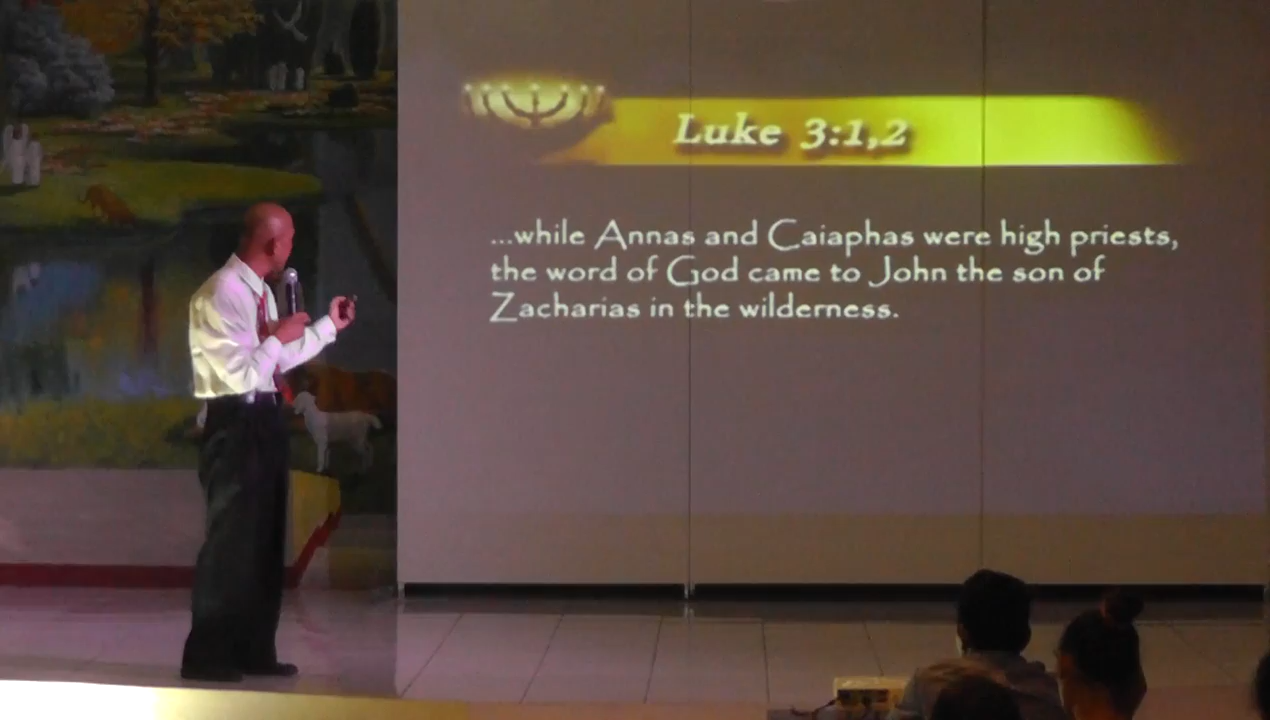 Luke 3:1,2
...while Annas and Caiaphas were high priests,
the word of God came to John the son of
Zacharias in the wilderness.